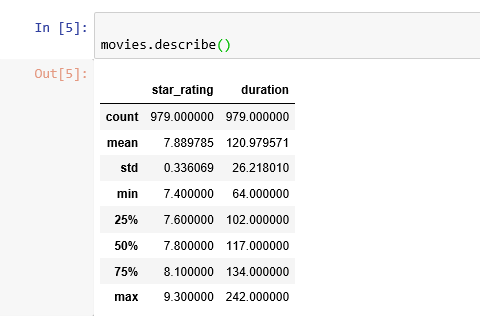 In [5]:
movies.describe()
Out[5]:
star_rating duration
count 979.000000 979.000000
mean 7.889785 120.979571
std 0.336069 26.218010
min 7.400000 64.000000
25% 7.600000 102.000000
50% 7.800000 117.000000
75% 8.100000 134.000000
max 9.300000 242.000000